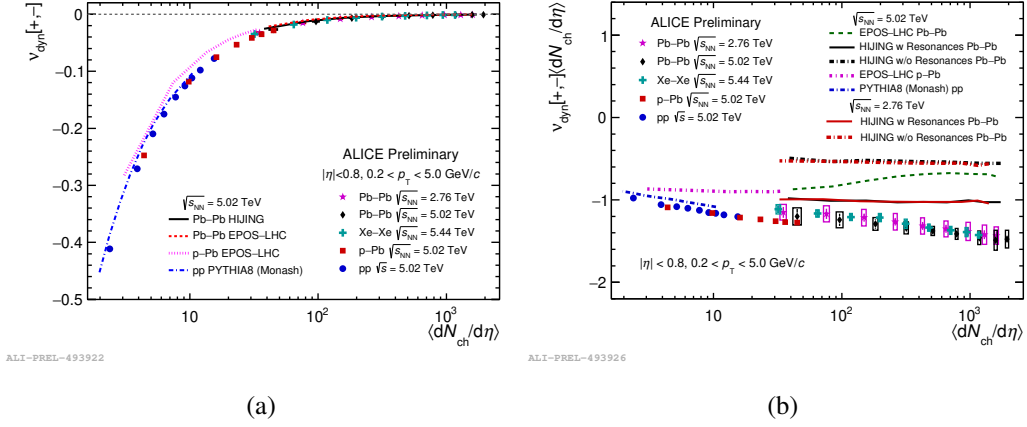 ν_dyn[+,-]
0
−0.1
−0.2
−0.3
−0.4
−0.5
ALICE Preliminary
|η|<0.8, 0.2 < p_T < 5.0 GeV/c
√s_NN = 5.02 TeV
Pb–Pb HIJING
Pb–Pb EPOS–LHC
p–Pb EPOS–LHC
pp PYTHIA8 (Monash)
Pb–Pb √s_NN = 2.76 TeV
Pb–Pb √s_NN = 5.02 TeV
Xe–Xe √s_NN = 5.44 TeV
p–Pb √s_NN = 5.02 TeV
pp √s = 5.02 TeV
10 10² 10³
⟨dN_ch/dη⟩
ALI-PREL-493922
(a)
ν_dyn[+,-]⟨dN_ch/dη⟩
1
0
−1
−2
ALICE Preliminary
Pb–Pb √s_NN = 2.76 TeV
Pb–Pb √s_NN = 5.02 TeV
Xe–Xe √s_NN = 5.44 TeV
p–Pb √s_NN = 5.02 TeV
pp √s = 5.02 TeV
√s_NN = 5.02 TeV
EPOS-LHC Pb–Pb
HIJING w Resonances Pb–Pb
HIJING w/o Resonances Pb–Pb
EPOS-LHC p–Pb
PYTHIA8 (Monash) pp
√s_NN = 2.76 TeV
HIJING w Resonances Pb–Pb
HIJING w/o Resonances Pb–Pb
|η| < 0.8, 0.2 < p_T < 5.0 GeV/c
10 10² 10³
⟨dN_ch/dη⟩
ALI-PREL-493926
(b)